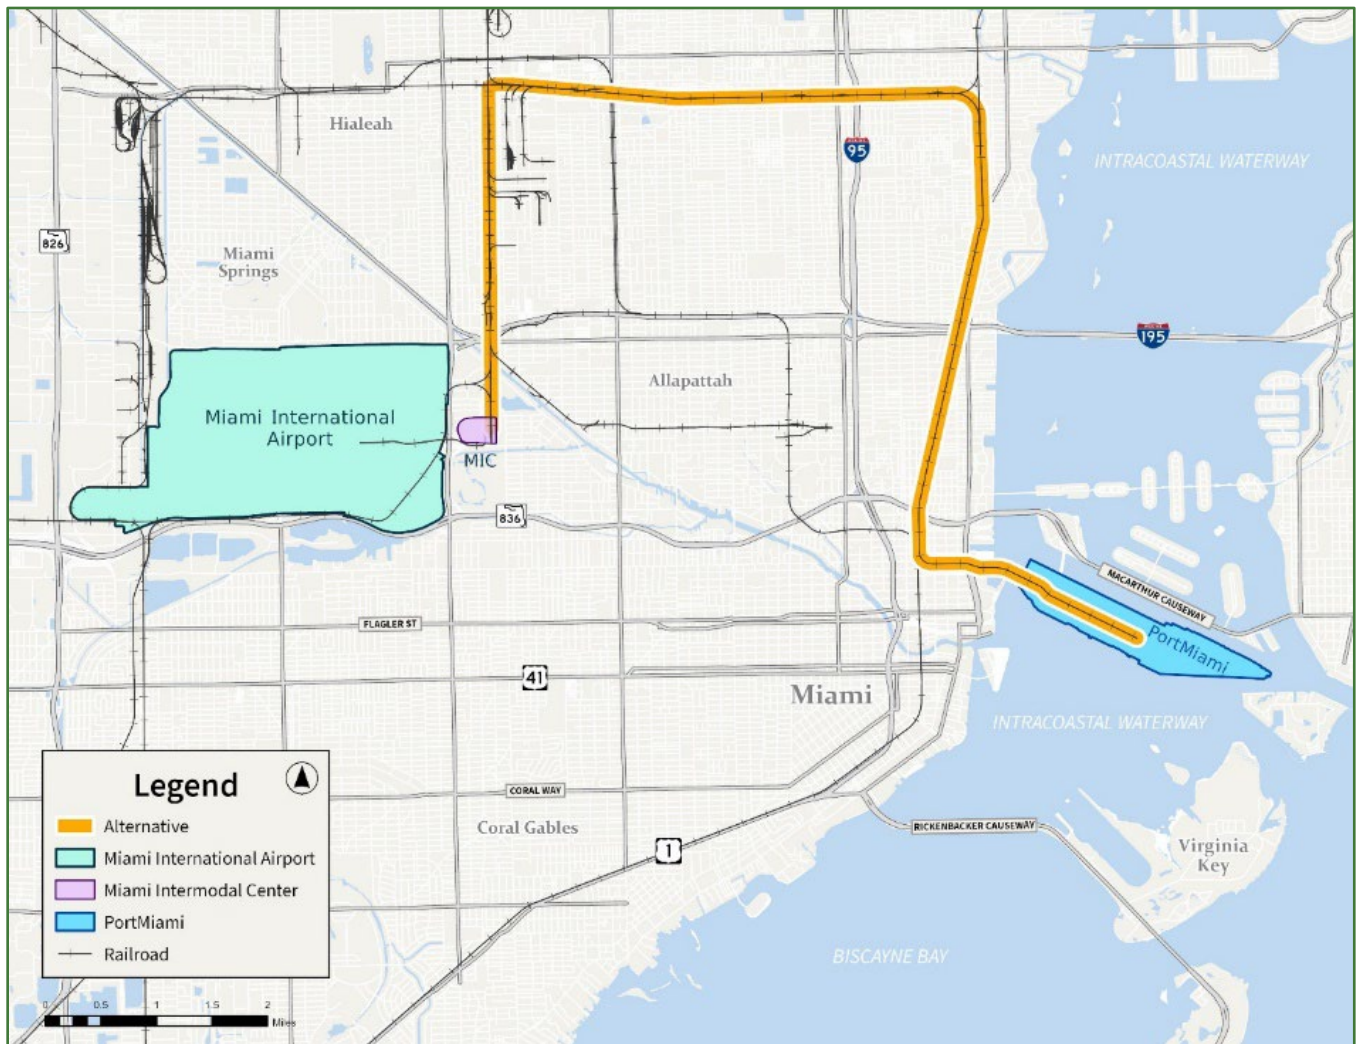 Hialeah
95
INTRACOASTAL WATERWAY
826
Miami
Springs
195
Allapattah
Miami International
Airport
MIC
836
MACARTHUR CAUSEWAY
FLAGLER ST
PortMiami
41
Miami
INTRACOASTAL WATERWAY
Legend
CORAL WAY
Alternative
Coral Gables
RICKENBACKER CAUSEWAY
1
Virginia
Key
Miami International Airport
Miami Intermodal Center
PortMiami
Railroad
BISCAYNE BAY
0 0.5 1 1.5 2
Miles